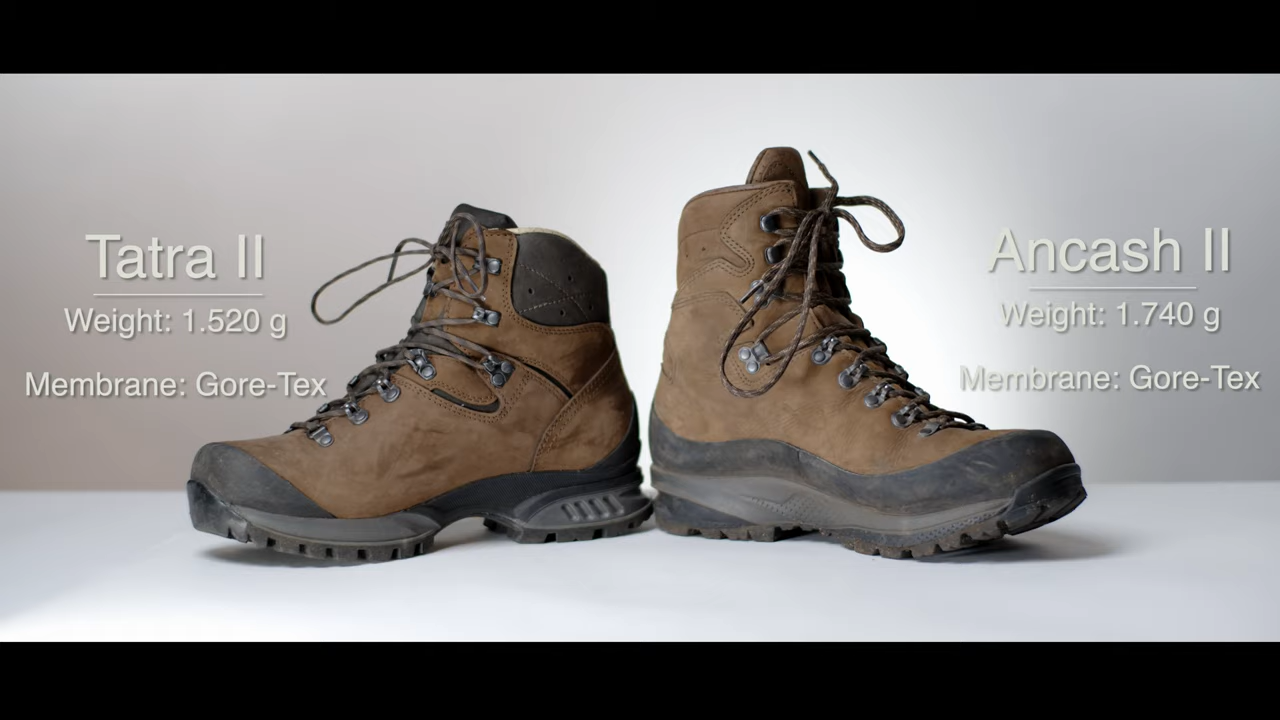 Tatra II
Weight: 1.520 g
Membrane: Gore-Tex
Ancash II
Weight: 1.740 g
Membrane: Gore-Tex